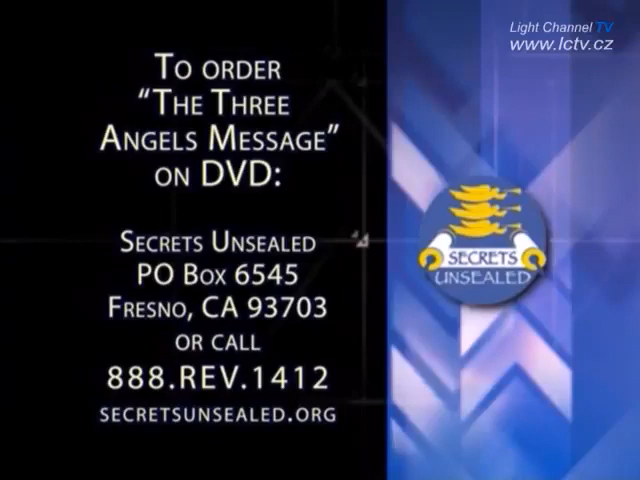 Light Channel TV
www.lctv.cz
To order
“The Three
Angels Message”
on DVD:
Secrets Unsealed
PO Box 6545
Fresno, CA 93703
or call
888.REV.1412
secretsunsealed.org
SECRETS
UNSEALED